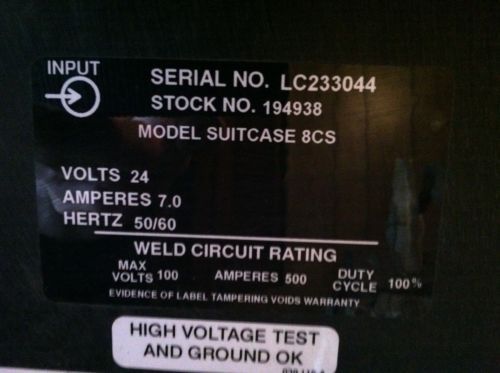 INPUT
SERIAL NO. LC233044
STOCK NO. 194938
MODEL SUITCASE 8CS
VOLTS 24
AMPERES 7.0
HERTZ 50/60
WELD CIRCUIT RATING
MAX VOLTS 100 AMPERES 500 DUTY CYCLE 100%
EVIDENCE OF LABEL TAMPERING VOIDS WARRANTY
HIGH VOLTAGE TEST
AND GROUND OK